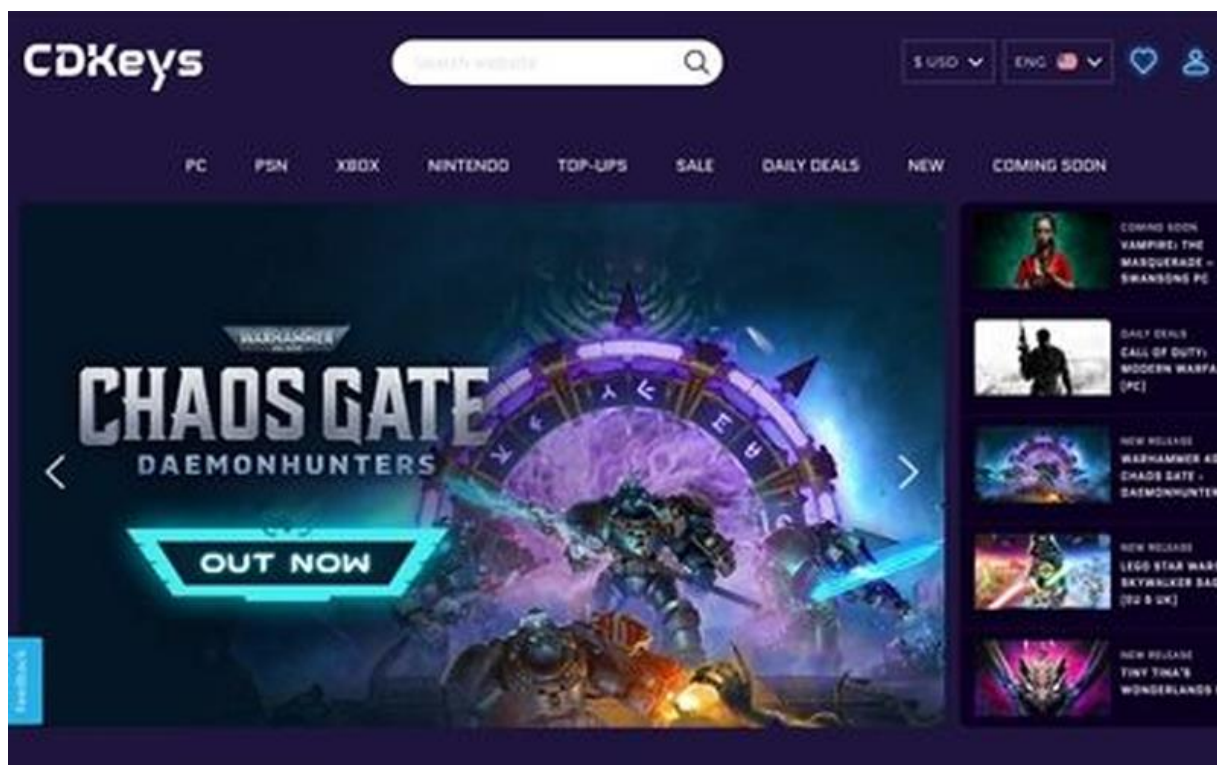 CDKeys
Search website
$ USD
ENG
PC
PSN
XBOX
NINTENDO
TOP-UPS
SALE
DAILY DEALS
NEW
COMING SOON
WARHAMMER
CHAOS GATE
DAEMONHUNTERS
OUT NOW
feedback
COMING SOON
VAMPIRE: THE
MASQUERADE –
SWANSONG PC
DAILY DEALS
CALL OF DUTY:
MODERN WARFA
(PC)
NEW RELEASE
WARHAMMER 40
CHAOS GATE -
DAEMONHUNTER
NEW RELEASE
LEGO STAR WARS
SKYWALKER SAG
(EU & UK)
NEW RELEASE
TINY TINA'S
WONDERLANDS